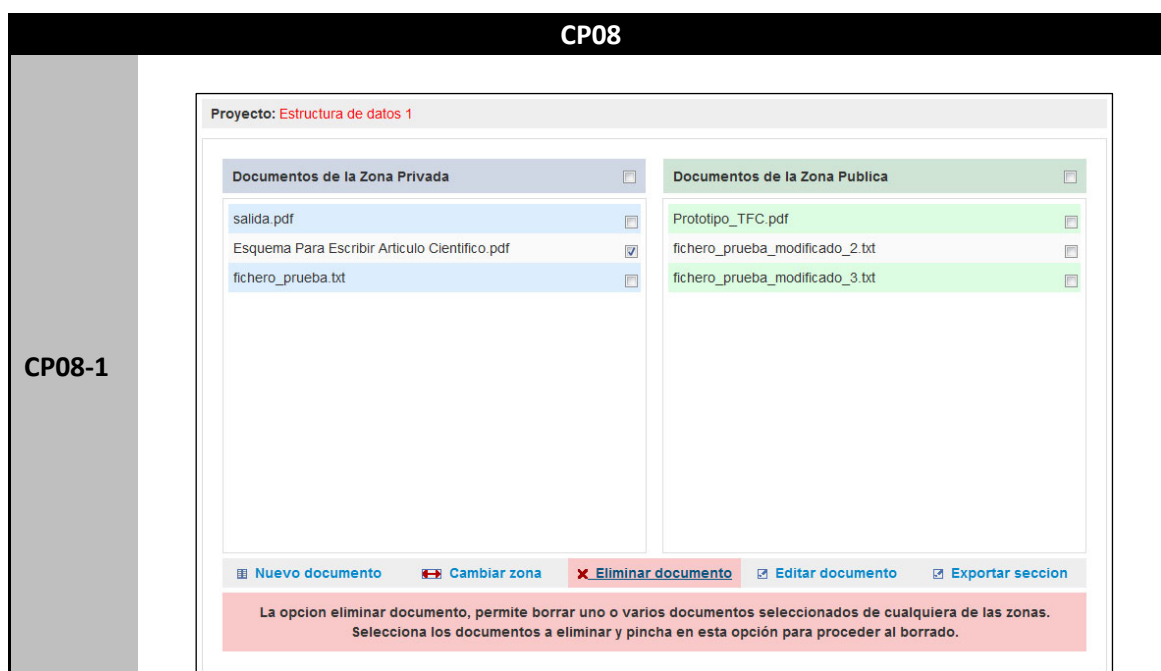 CP08
CP08-1
Proyecto: Estructura de datos 1
Documentos de la Zona Privada
salida.pdf
Esquema Para Escribir Articulo Cientifico.pdf
fichero_prueba.txt
Documentos de la Zona Publica
Prototipo_TFC.pdf
fichero_prueba_modificado_2.txt
fichero_prueba_modificado_3.txt
Nuevo documento Cambiar zona Eliminar documento Editar documento Exportar seccion
La opcion eliminar documento, permite borrar uno o varios documentos seleccionados de cualquiera de las zonas.
Selecciona los documentos a eliminar y pincha en esta opción para proceder al borrado.